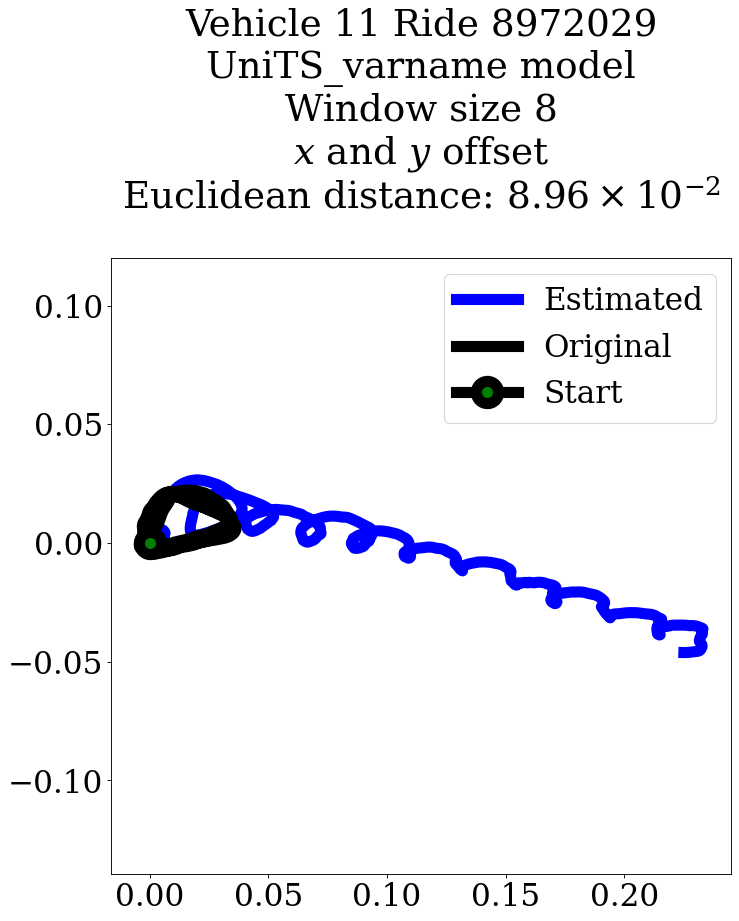 Vehicle 11 Ride 8972029
UniTS_varname model
Window size 8
x and y offset
Euclidean distance: 8.96 × 10⁻²
Estimated
Original
Start
0.10
0.05
0.00
−0.05
−0.10
0.00 0.05 0.10 0.15 0.20